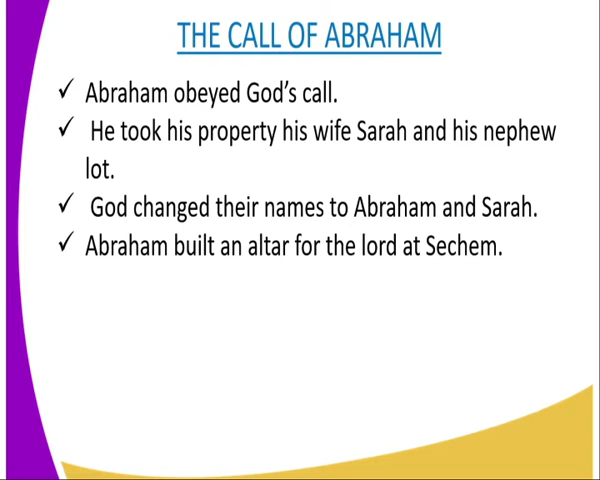 THE CALL OF ABRAHAM
✓ Abraham obeyed God's call.
✓ He took his property his wife Sarah and his nephew
lot.
✓ God changed their names to Abraham and Sarah.
✓ Abraham built an altar for the lord at Sechem.